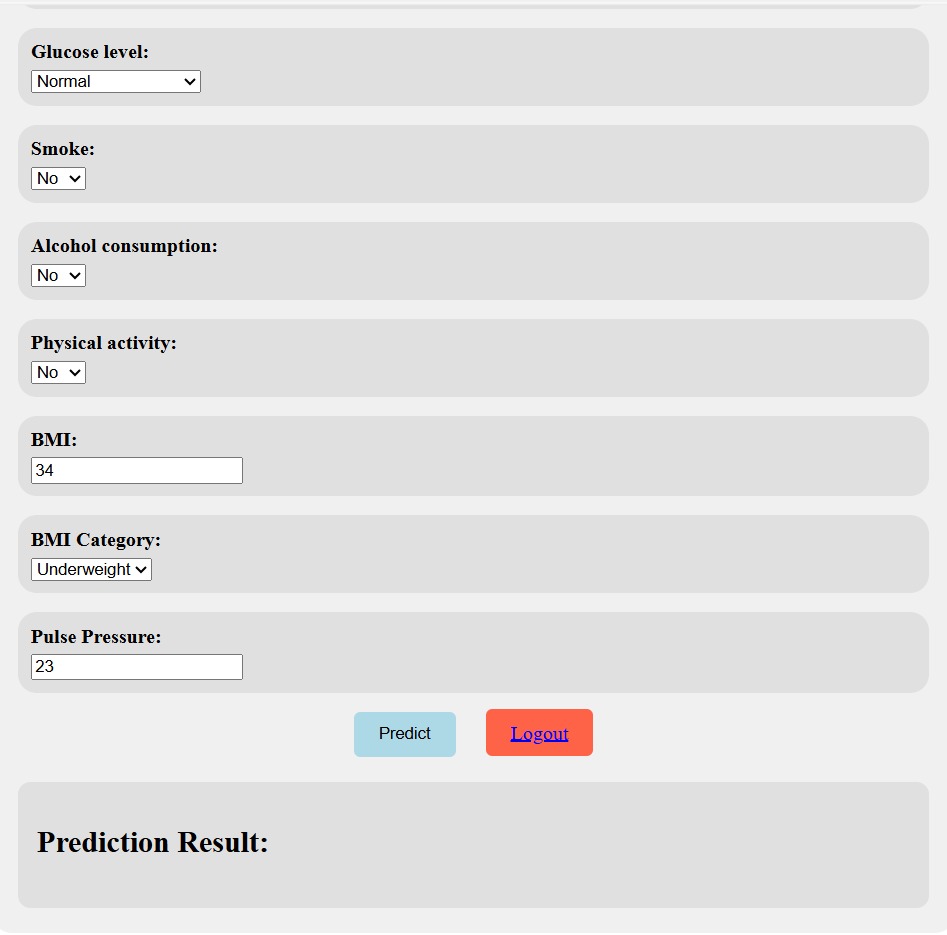 Glucose level:
Normal
Smoke:
No
Alcohol consumption:
No
Physical activity:
No
BMI:
34
BMI Category:
Underweight
Pulse Pressure:
23
Predict Logout
Prediction Result: